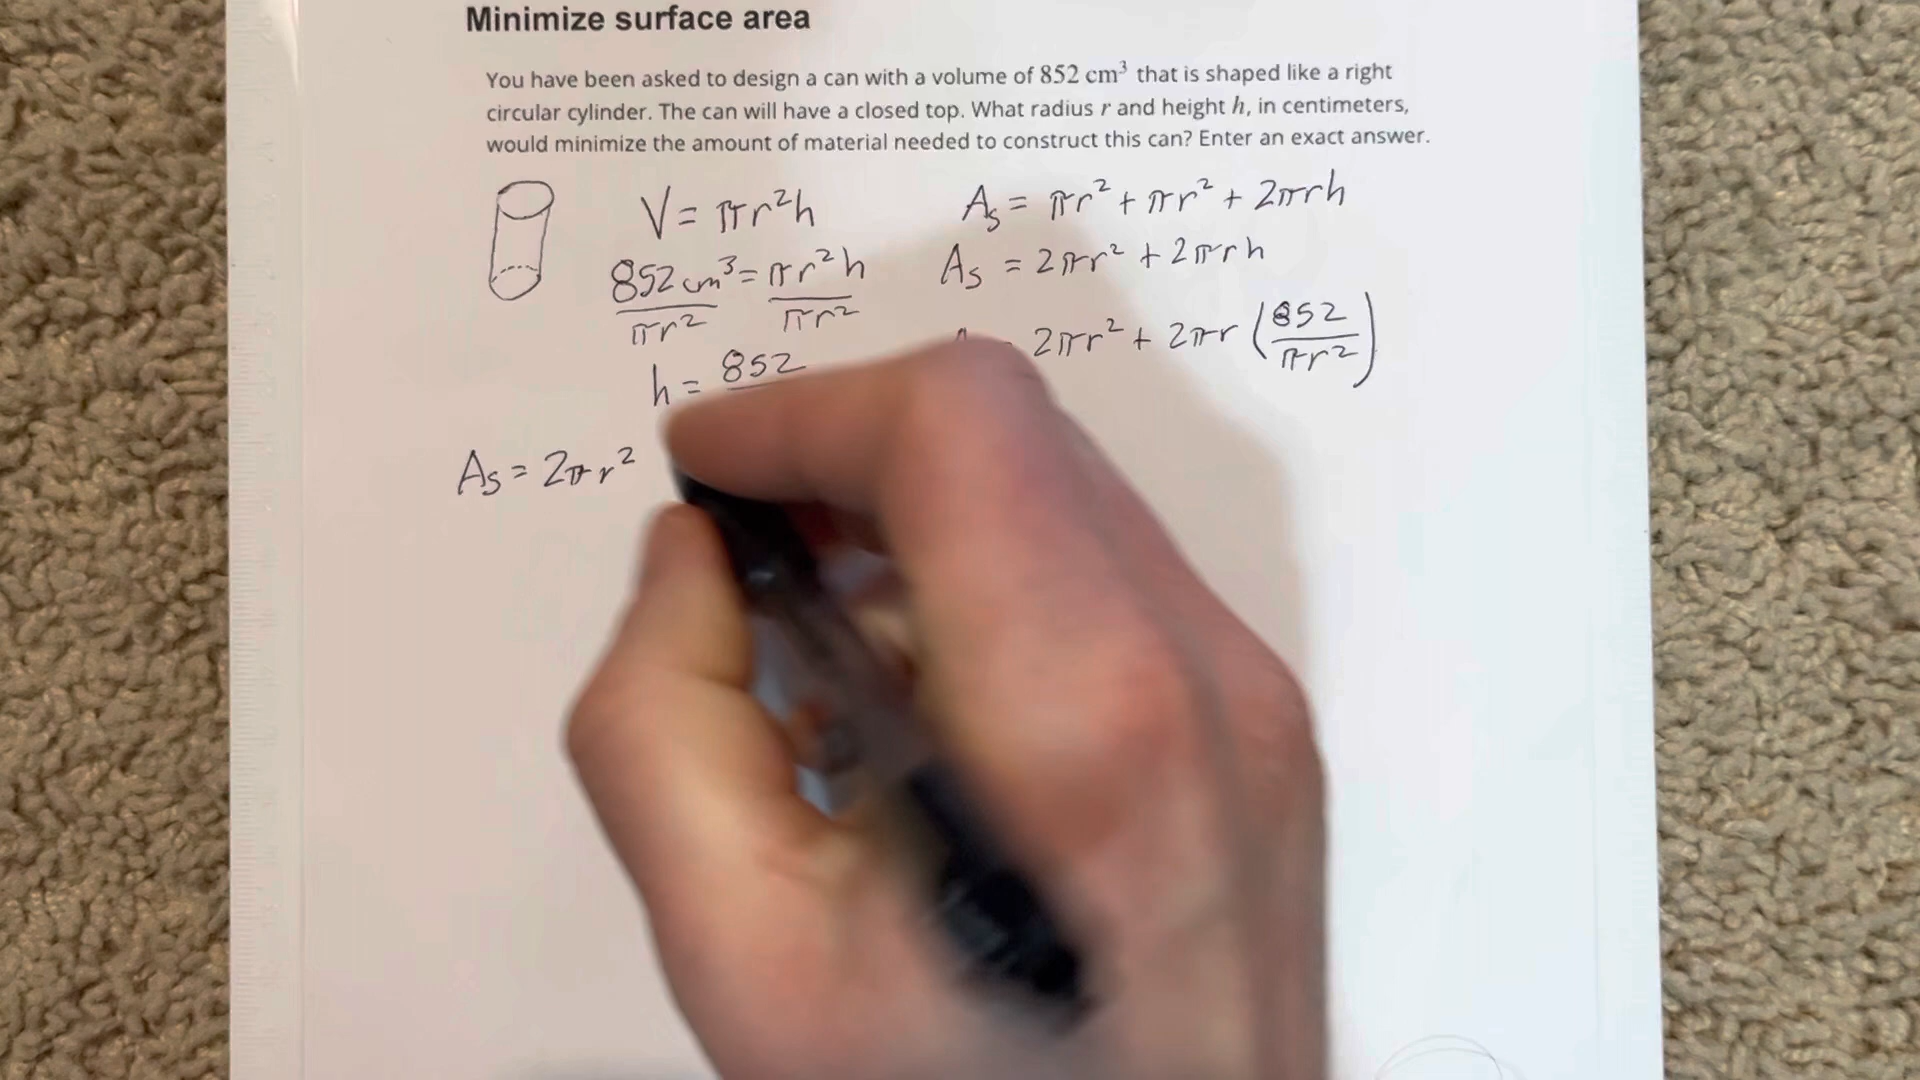 Minimize surface area
You have been asked to design a can with a volume of 852 cm³ that is shaped like a right
circular cylinder. The can will have a closed top. What radius r and height h, in centimeters,
would minimize the amount of material needed to construct this can? Enter an exact answer.
V = πr²h
852 cm³ = πr²h
πr² πr²
h = 852
As = πr² + πr² + 2πrh
As = 2πr² + 2πrh
2πr² + 2πr (852/πr²)
As = 2πr²